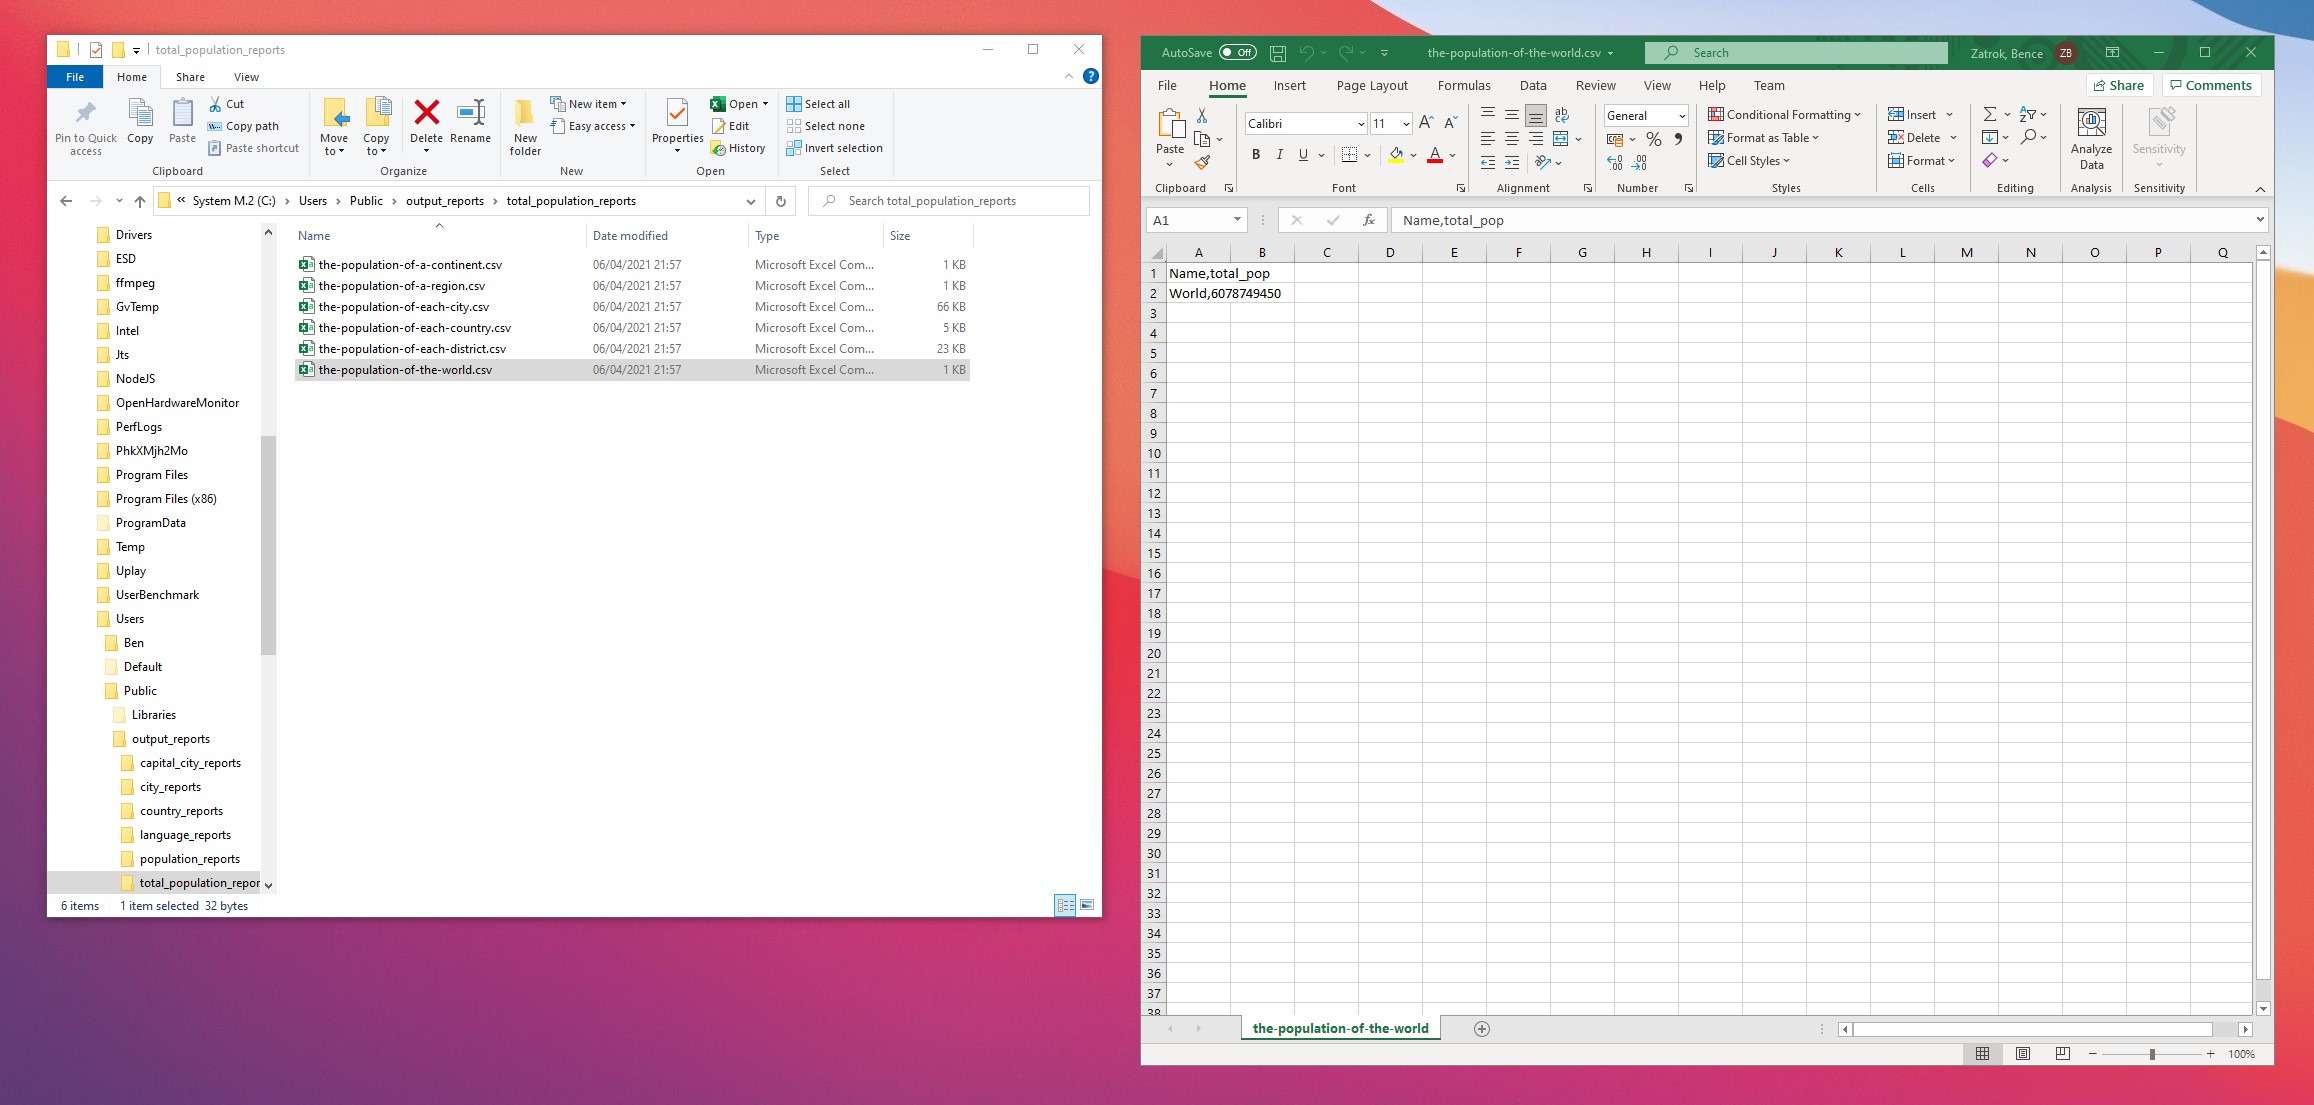 total_population_reports
File Home Share View
Pin to Quick access
Copy
Paste
Cut
Copy path
Paste shortcut
Clipboard
Move to
Copy to
Delete
Rename
Organize
New folder
New item
Easy access
New
Properties
Open
Edit
History
Open
Select all
Select none
Invert selection
Select
« System M.2 (C:) > Users > Public > output_reports > total_population_reports
Search total_population_reports
Drivers
ESD
ffmpeg
GvTemp
Intel
Jts
NodeJS
OpenHardwareMonitor
PerfLogs
PhkXMjh2Mo
Program Files
Program Files (x86)
ProgramData
Temp
Uplay
UserBenchmark
Users
Ben
Default
Public
Libraries
output_reports
capital_city_reports
city_reports
country_reports
language_reports
population_reports
total_population_repor
Name Date modified Type Size
the-population-of-a-continent.csv 06/04/2021 21:57 Microsoft Excel Com... 1 KB
the-population-of-a-region.csv 06/04/2021 21:57 Microsoft Excel Com... 1 KB
the-population-of-each-city.csv 06/04/2021 21:57 Microsoft Excel Com... 66 KB
the-population-of-each-country.csv 06/04/2021 21:57 Microsoft Excel Com... 5 KB
the-population-of-each-district.csv 06/04/2021 21:57 Microsoft Excel Com... 23 KB
the-population-of-the-world.csv 06/04/2021 21:57 Microsoft Excel Com... 1 KB
6 items 1 item selected 32 bytes
AutoSave Off the-population-of-the-world.csv Search Zatrok, Bence ZB
File Home Insert Page Layout Formulas Data Review View Help Team Share Comments
Paste
Clipboard
Calibri 11
B I U
Font
Alignment
General
Number
Conditional Formatting
Format as Table
Cell Styles
Styles
Insert
Delete
Format
Cells
Editing
Analyze Data
Analysis
Sensitivity
Sensitivity
A1 fx Name,total_pop
A B C D E F G H I J K L M N O P Q
1 Name,total_pop
2 World,6078749450
3
4
5
6
7
8
9
10
11
12
13
14
15
16
17
18
19
20
21
22
23
24
25
26
27
28
29
30
31
32
33
34
35
36
37
38
the-population-of-the-world
100%